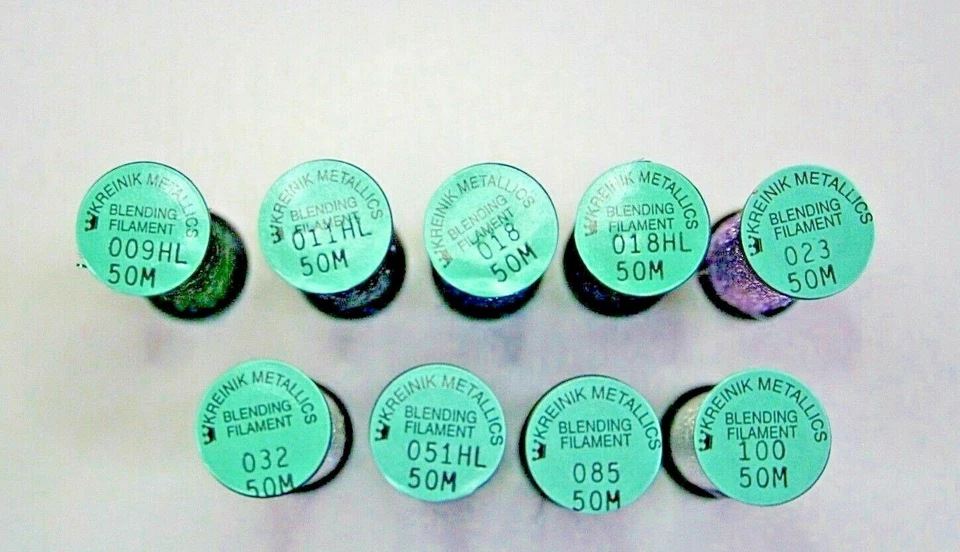 KREINIK METALLICS
BLENDING
FILAMENT
009HL
50M
KREINIK METALLICS
BLENDING
FILAMENT
011HL
50M
KREINIK METALLICS
BLENDING
FILAMENT
018
50M
KREINIK METALLICS
BLENDING
FILAMENT
018HL
50M
KREINIK METALLICS
BLENDING
FILAMENT
023
50M
KREINIK METALLICS
BLENDING
FILAMENT
032
50M
KREINIK METALLICS
BLENDING
FILAMENT
051HL
50M
KREINIK METALLICS
BLENDING
FILAMENT
085
50M
KREINIK METALLICS
BLENDING
FILAMENT
100
50M